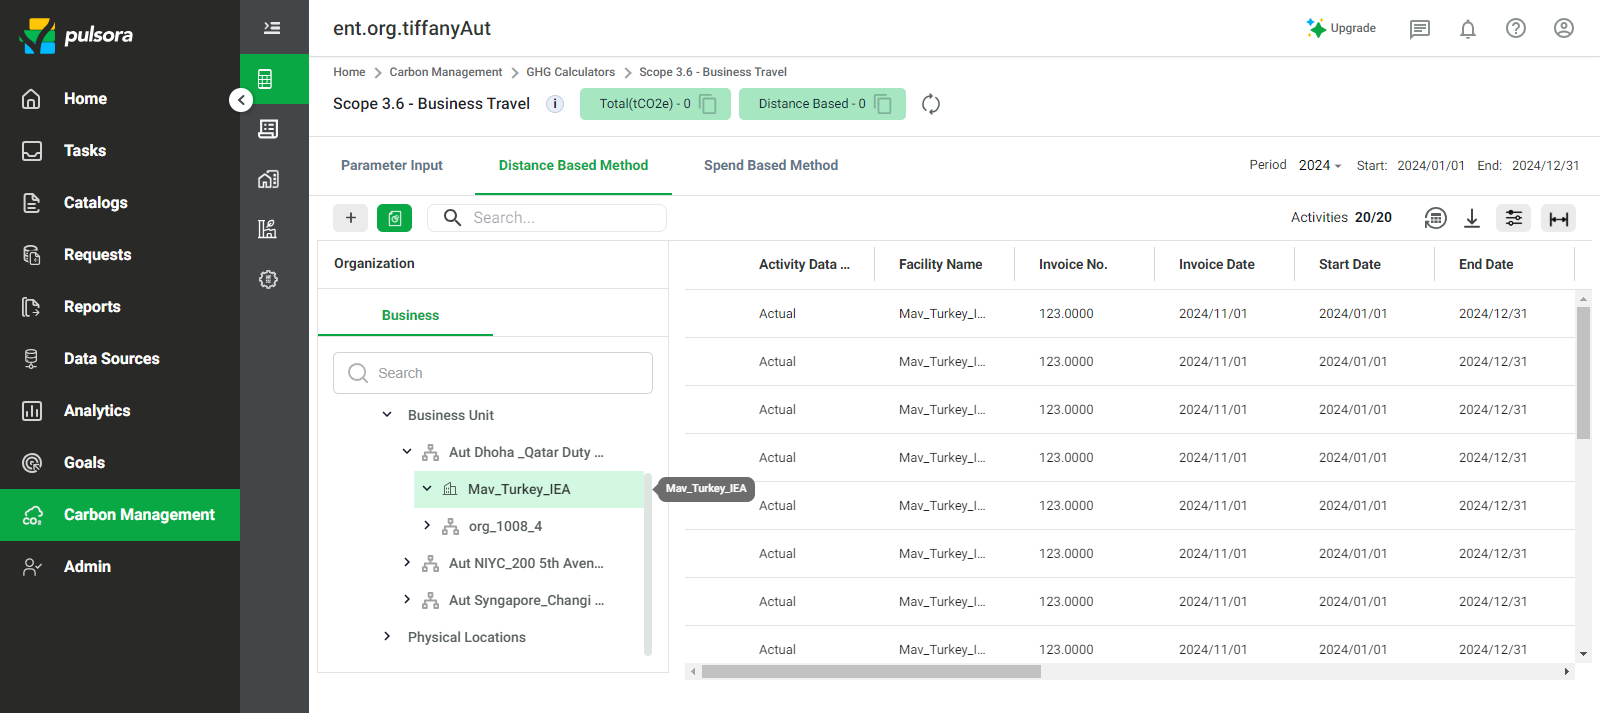 pulsora
Home
Tasks
Catalogs
Requests
Reports
Data Sources
Analytics
Goals
Carbon Management
Admin
ent.org.tiffanyAut
Upgrade
Home > Carbon Management > GHG Calculators > Scope 3.6 - Business Travel
Scope 3.6 - Business Travel i Total(tCO2e) - 0 Distance Based - 0
Parameter Input Distance Based Method Spend Based Method Period 2024 Start: 2024/01/01 End: 2024/12/31
+ Search... Activities 20/20
Organization
Business
Search
Business Unit
Aut Dhoha _Qatar Duty ...
Mav_Turkey_IEA
Mav_Turkey_IEA
org_1008_4
Aut NIYC_200 5th Aven...
Aut Syngapore_Changi ...
Physical Locations
Activity Data ... Facility Name Invoice No. Invoice Date Start Date End Date
Actual Mav_Turkey_I... 123.0000 2024/11/01 2024/01/01 2024/12/31
Actual Mav_Turkey_I... 123.0000 2024/11/01 2024/01/01 2024/12/31
Actual Mav_Turkey_I... 123.0000 2024/11/01 2024/01/01 2024/12/31
Actual Mav_Turkey_I... 123.0000 2024/11/01 2024/01/01 2024/12/31
Actual Mav_Turkey_I... 123.0000 2024/11/01 2024/01/01 2024/12/31
Actual Mav_Turkey_I... 123.0000 2024/11/01 2024/01/01 2024/12/31
Actual Mav_Turkey_I... 123.0000 2024/11/01 2024/01/01 2024/12/31
Actual Mav_Turkey_I... 123.0000 2024/11/01 2024/01/01 2024/12/31